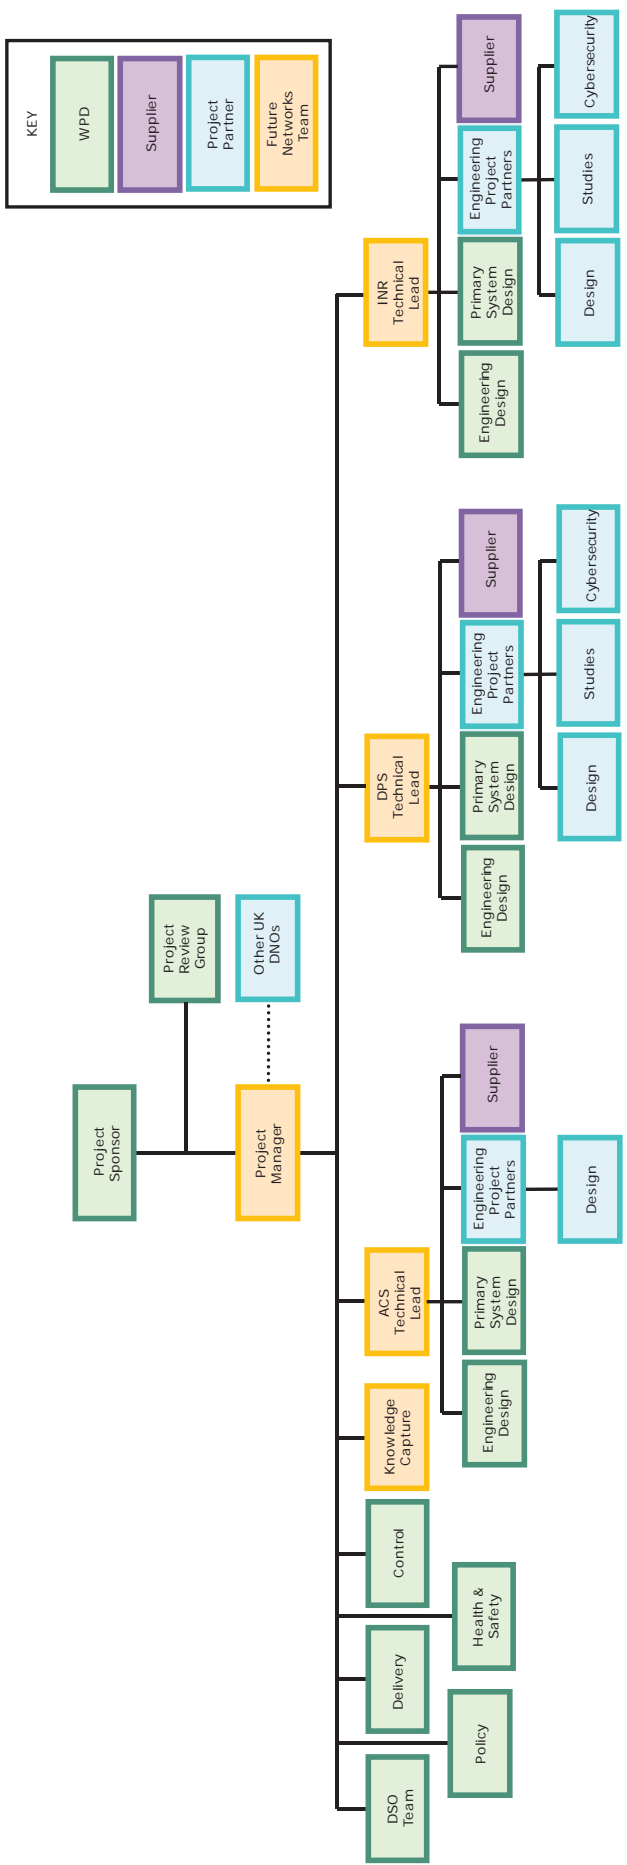 KEY
WPD
Supplier
Project
Partner
Future
Networks
Team
Project
Sponsor
Project
Review
Group
Project
Manager
Other UK
DNOs
DSO
Team
Policy
Delivery
Health &
Safety
Control
Knowledge
Capture
ACS
Technical
Lead
Engineering
Design
Primary
System
Design
Engineering
Project
Partners
Supplier
Design
DPS
Technical
Lead
Engineering
Design
Primary
System
Design
Engineering
Project
Partners
Supplier
Design
Studies
Cybersecurity
INR
Technical
Lead
Engineering
Design
Primary
System
Design
Engineering
Project
Partners
Supplier
Design
Studies
Cybersecurity